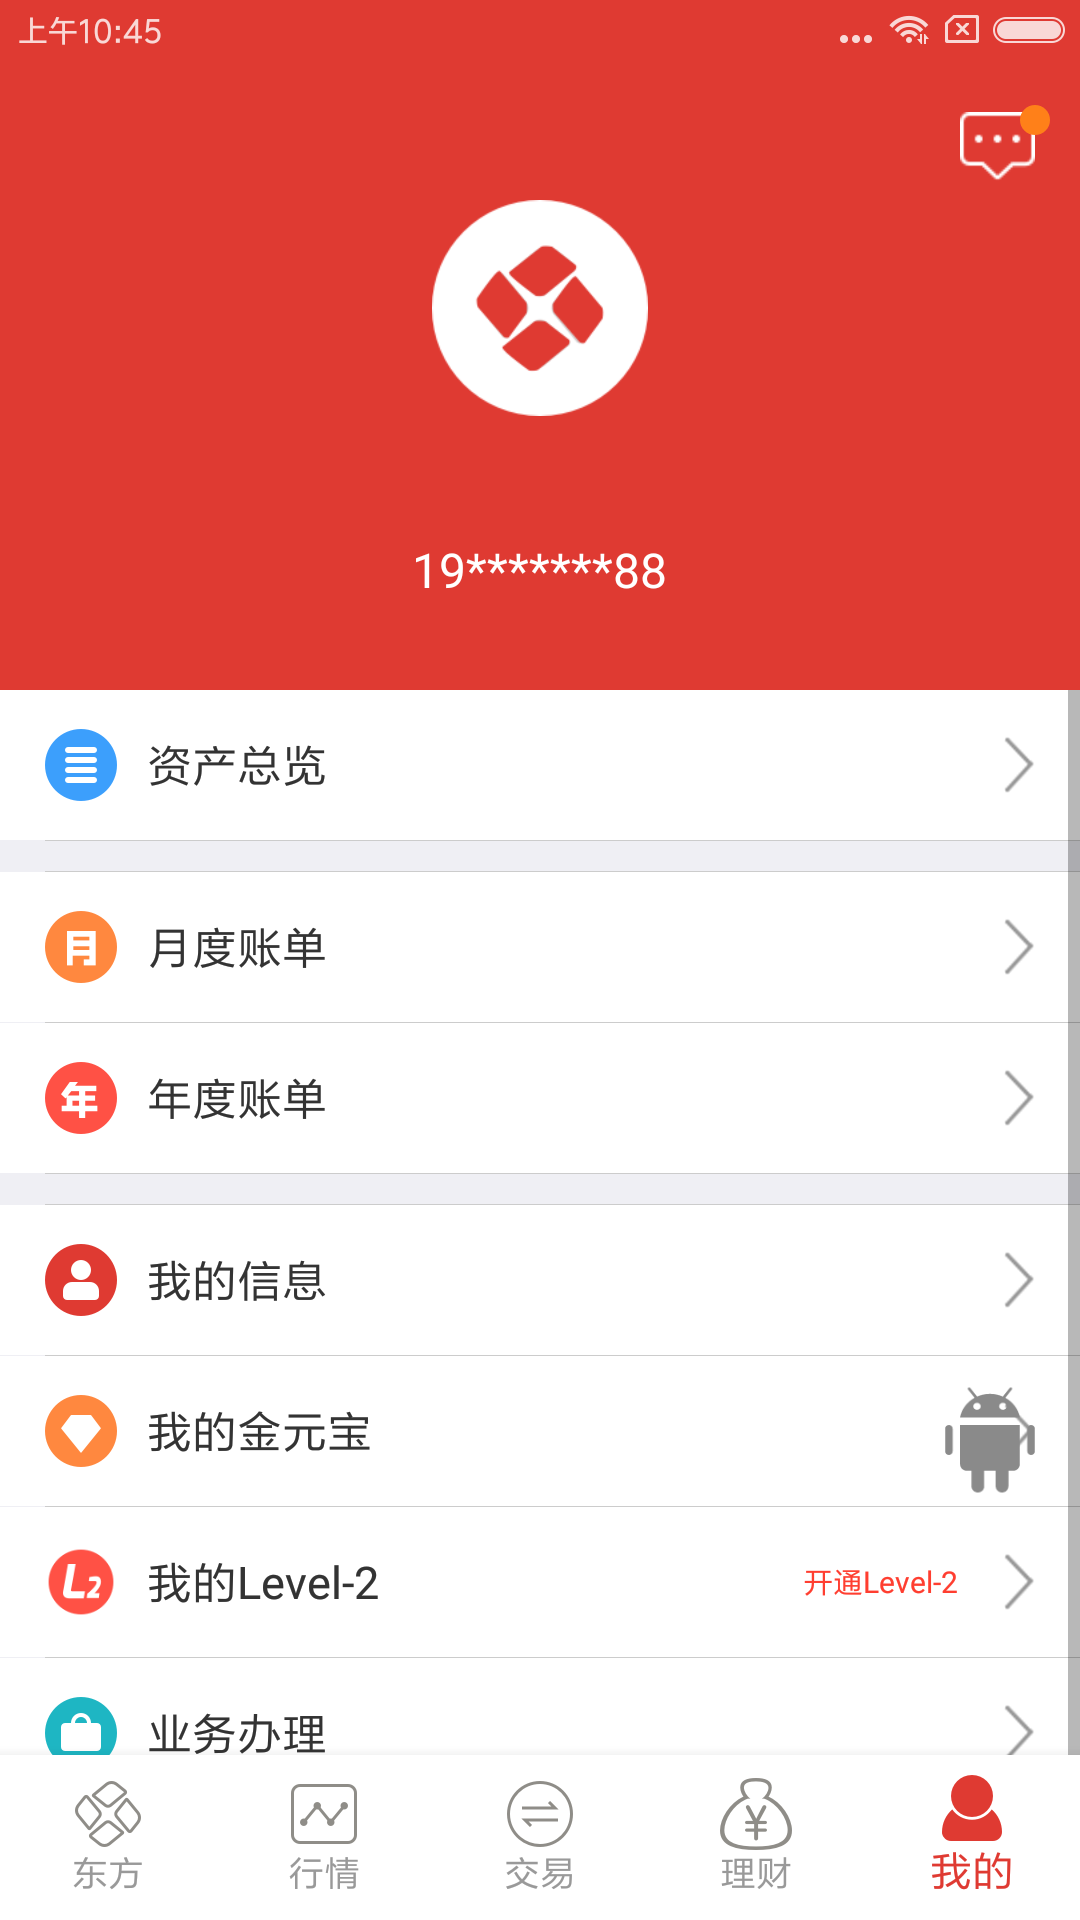 上午10:45
19*******88
资产总览
月 月度账单
年 年度账单
我的信息
我的金元宝
L2 我的Level-2 开通Level-2
业务办理
东方 行情 交易 理财 我的